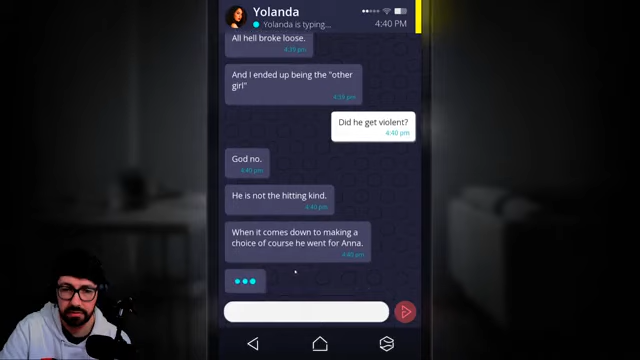 Yolanda
Yolanda is typing...
4:40 PM
All hell broke loose.
4:39 pm
And I ended up being the "other
girl"
4:39 pm
Did he get violent?
4:40 pm
God no.
4:40 pm
He is not the hitting kind.
4:40 pm
When it comes down to making a
choice of course he went for Anna.
4:40 pm